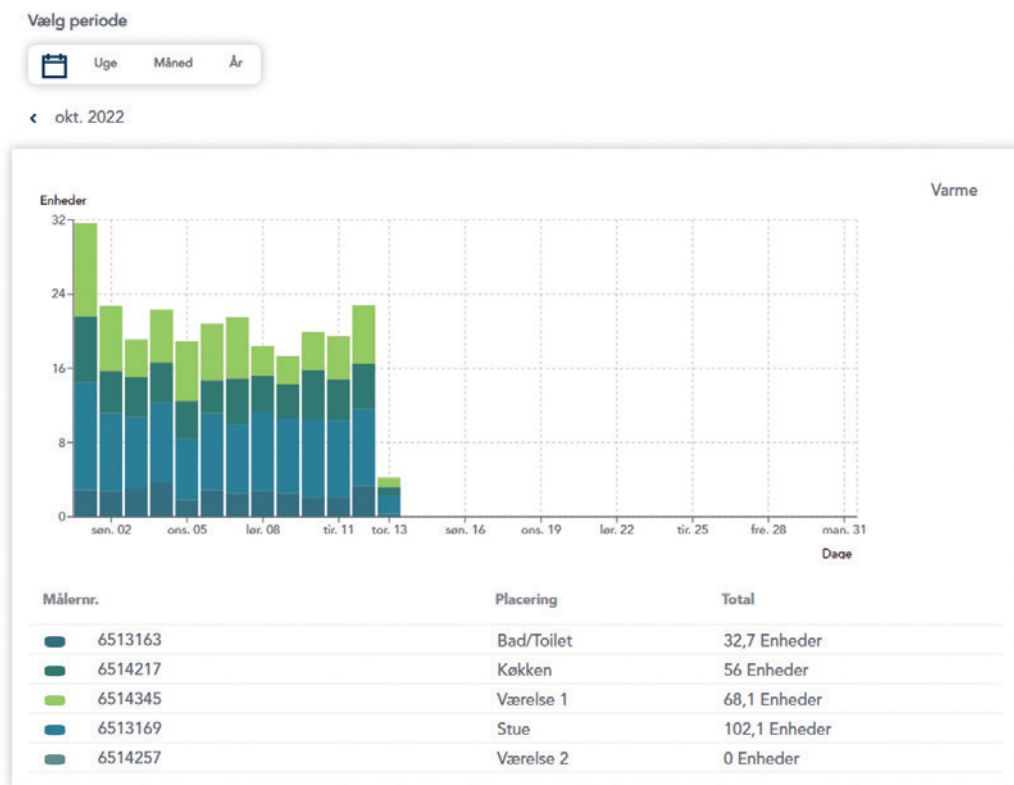 Vælg periode
Uge Måned År
‹ okt. 2022
Varme
Enheder
32
24
16
8
0
søn. 02 ons. 05 lør. 08 tir. 11 tor. 13 søn. 16 ons. 19 lør. 22 tir. 25 fre. 28 man. 31
Dage
Målernr. Placering Total
6513163 Bad/Toilet 32,7 Enheder
6514217 Køkken 56 Enheder
6514345 Værelse 1 68,1 Enheder
6513169 Stue 102,1 Enheder
6514257 Værelse 2 0 Enheder